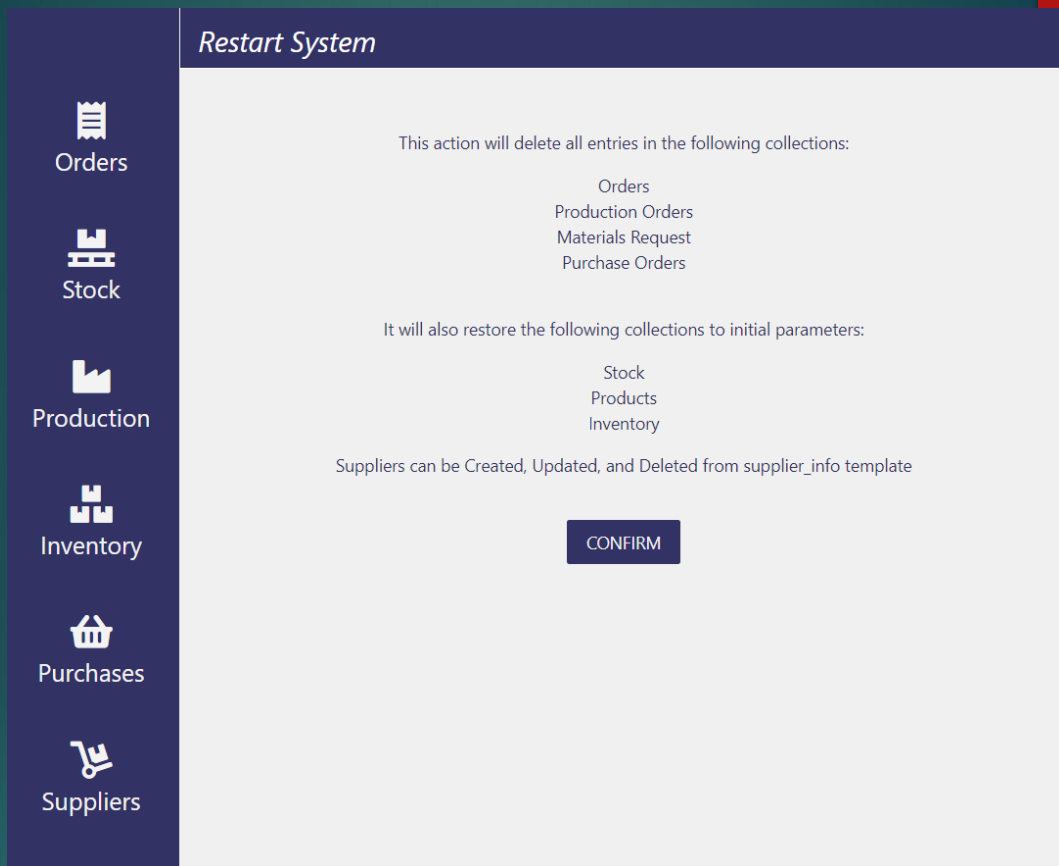 Restart System
Orders
Stock
Production
Inventory
Purchases
Suppliers
This action will delete all entries in the following collections:
Orders
Production Orders
Materials Request
Purchase Orders
It will also restore the following collections to initial parameters:
Stock
Products
Inventory
Suppliers can be Created, Updated, and Deleted from supplier_info template
CONFIRM